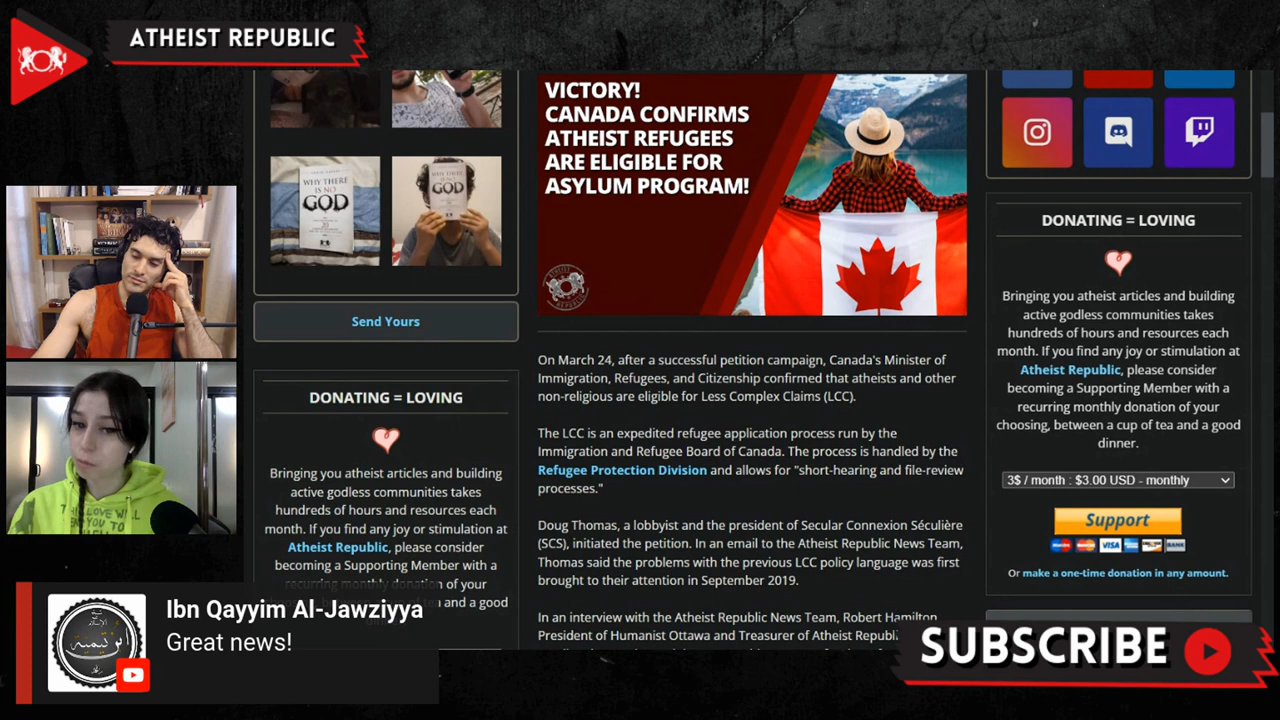 ATHEIST REPUBLIC
VICTORY!
CANADA CONFIRMS
ATHEIST REFUGEES
ARE ELIGIBLE FOR
ASYLUM PROGRAM!
WHY THERE
IS NO
GOD
WHY THERE
IS NO
GOD
Send Yours
DONATING = LOVING
Bringing you atheist articles and building
active godless communities takes
hundreds of hours and resources each
month. If you find any joy or stimulation at
Atheist Republic, please consider
becoming a Supporting Member with a
recurring monthly donation of your
and a good
On March 24, after a successful petition campaign, Canada's Minister of
Immigration, Refugees, and Citizenship confirmed that atheists and other
non-religious are eligible for Less Complex Claims (LCC).
The LCC is an expedited refugee application process run by the
Immigration and Refugee Board of Canada. The process is handled by the
Refugee Protection Division and allows for "short-hearing and file-review
processes."
Doug Thomas, a lobbyist and the president of Secular Connexion Séculière
(SCS), initiated the petition. In an email to the Atheist Republic News Team,
Thomas said the problems with the previous LCC policy language was first
brought to their attention in September 2019.
In an interview with the Atheist Republic News Team, Robert Hamilton,
President of Humanist Ottawa and Treasurer of Atheist
DONATING = LOVING
Bringing you atheist articles and building
active godless communities takes
hundreds of hours and resources each
month. If you find any joy or stimulation at
Atheist Republic, please consider
becoming a Supporting Member with a
recurring monthly donation of your
choosing, between a cup of tea and a good
dinner.
3$ / month : $3.00 USD - monthly
Support
VISA
BANK
Or make a one-time donation in any amount.
Ibn Qayyim Al-Jawziyya
Great news!
SUBSCRIBE